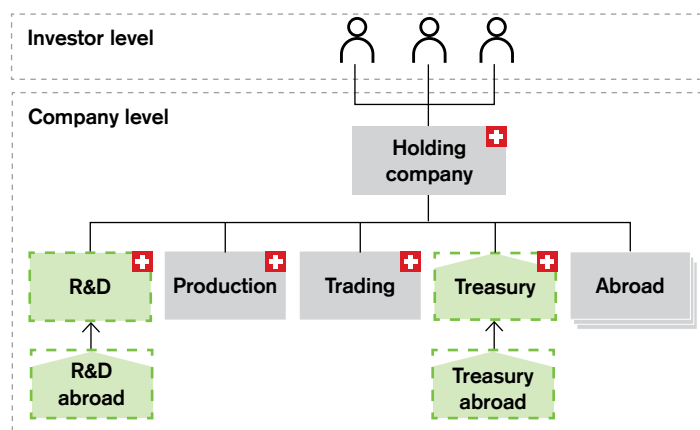 Investor level
Company level
Holding
company
R&D
Production
Trading
Treasury
Abroad
R&D
abroad
Treasury
abroad